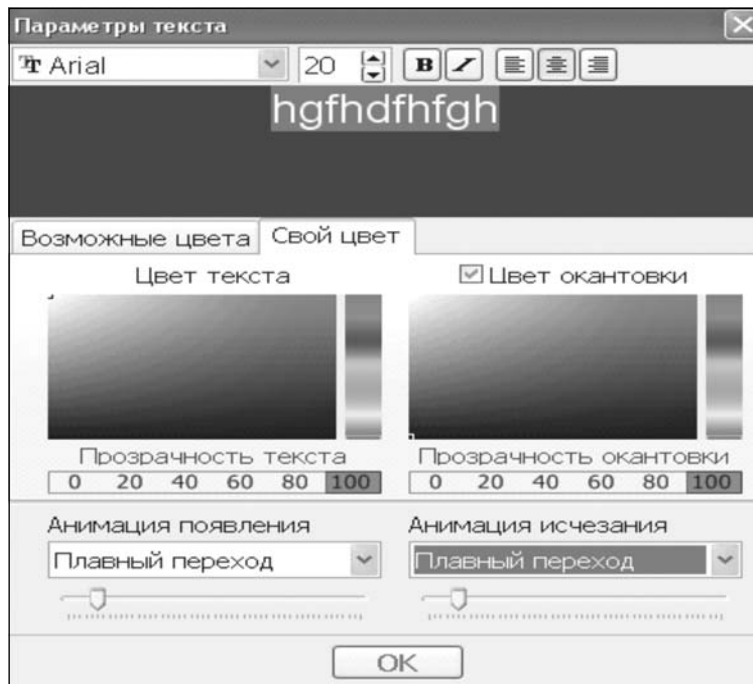 Параметры текста
Arial 20 B I
hgfhdfhfgh
Возможные цвета Свой цвет
Цвет текста Цвет окантовки
Прозрачность текста Прозрачность окантовки
0 20 40 60 80 100 0 20 40 60 80 100
Анимация появления Анимация исчезания
Плавный переход Плавный переход
OK